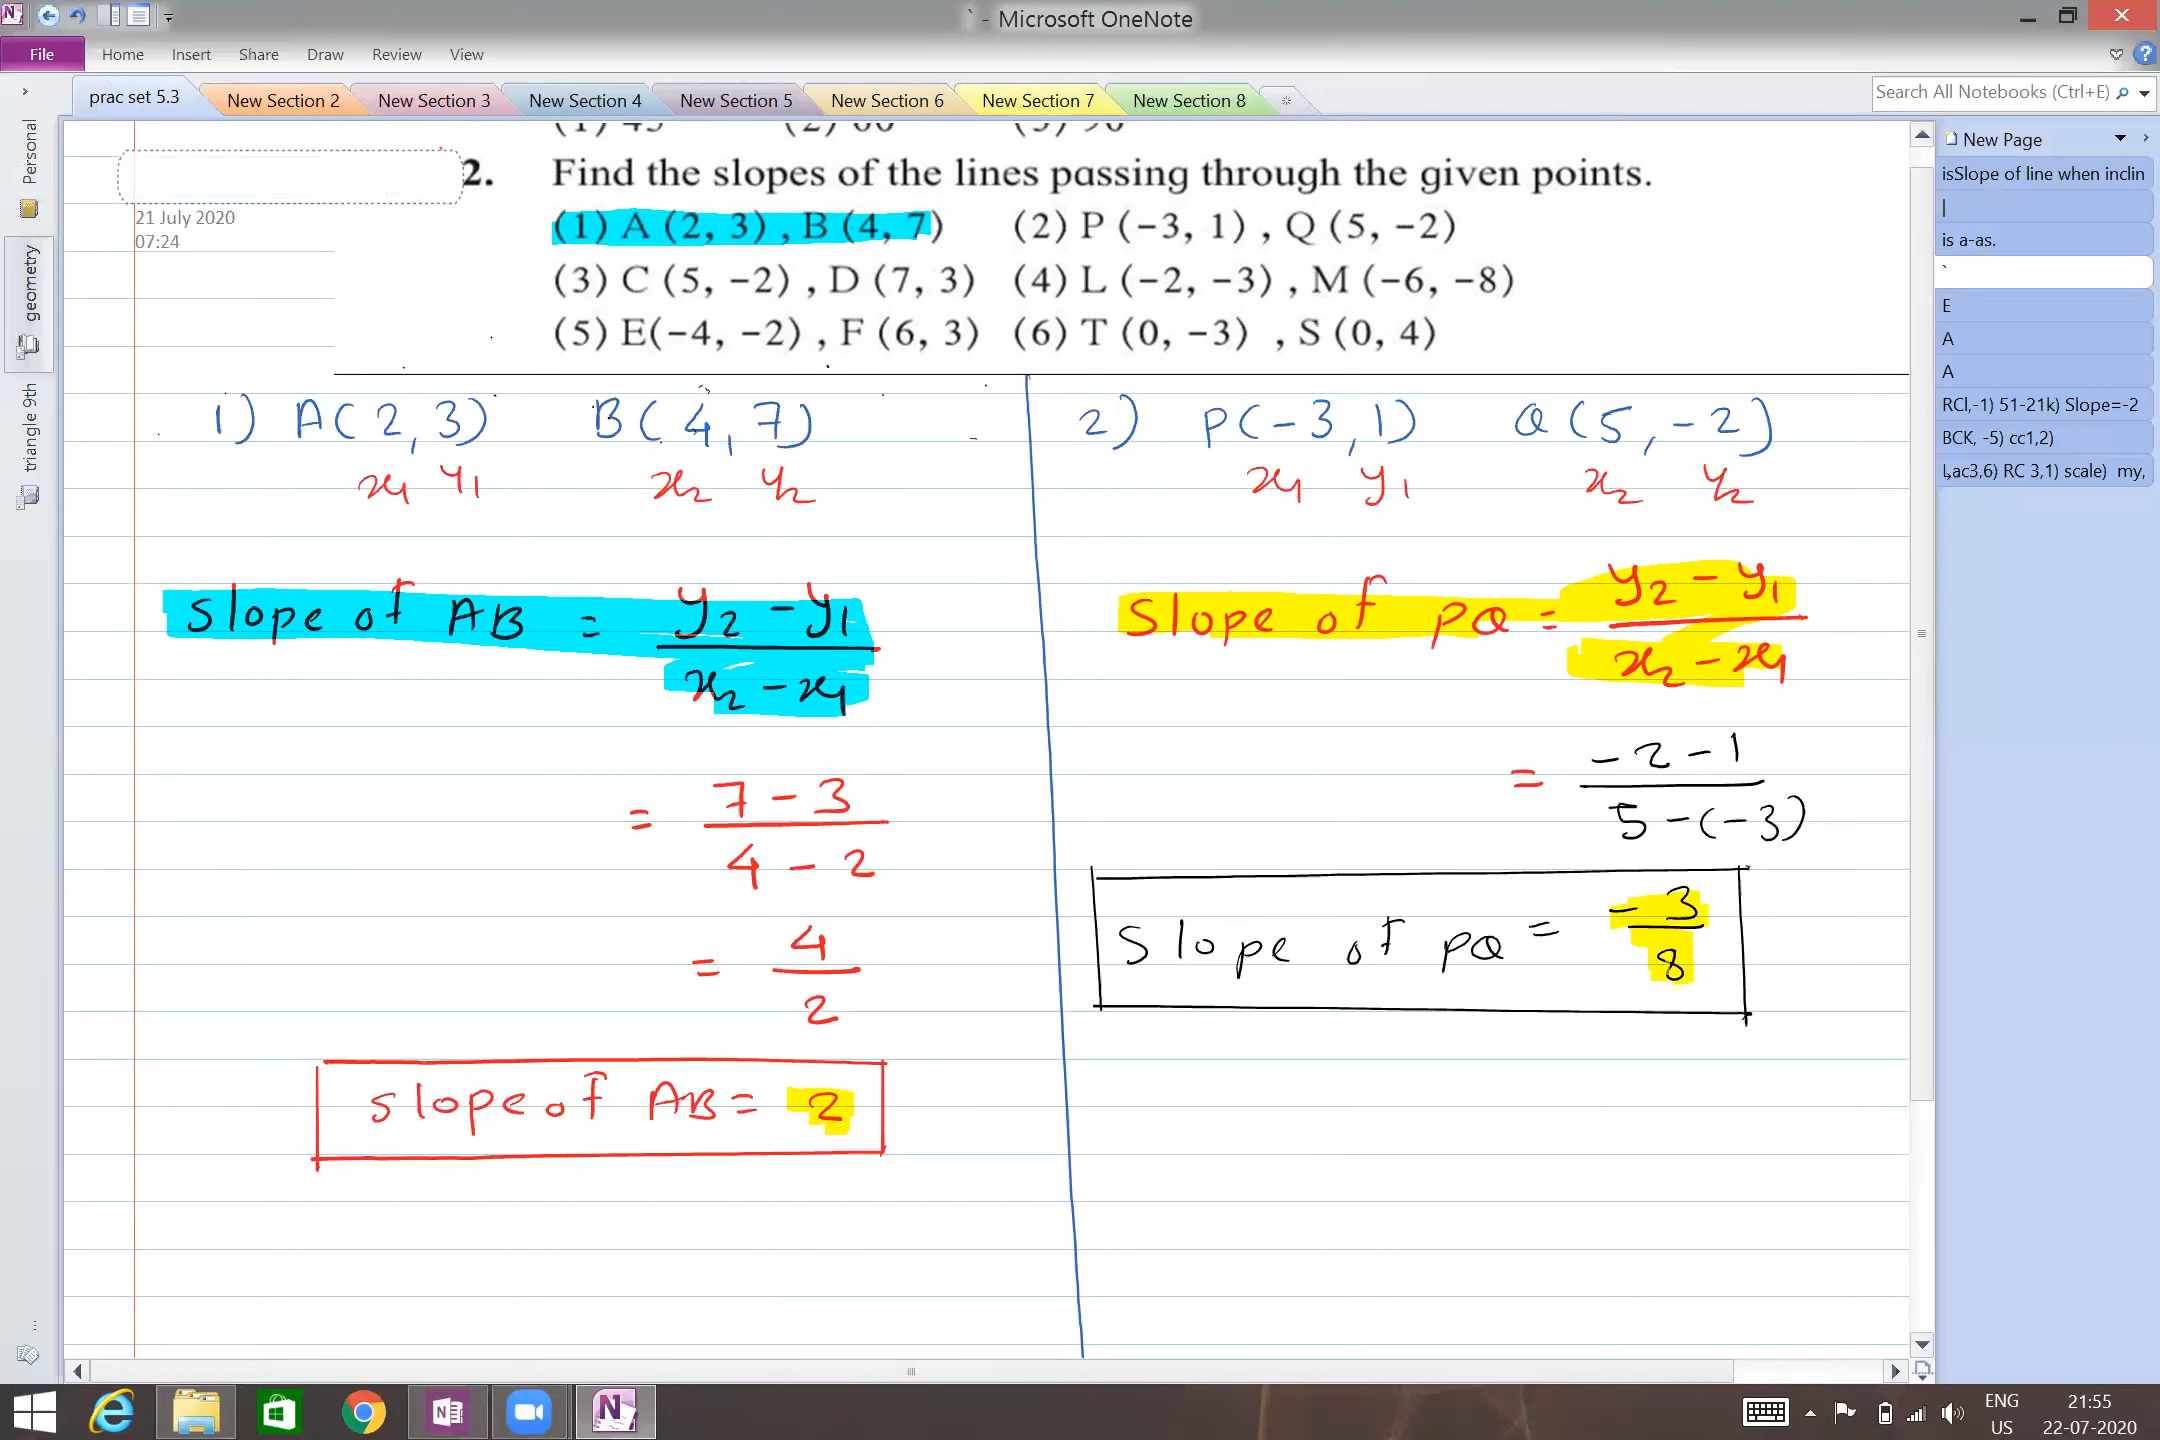 ` - Microsoft OneNote
File Home Insert Share Draw Review View
prac set 5.3 New Section 2 New Section 3 New Section 4 New Section 5 New Section 6 New Section 7 New Section 8
Search All Notebooks (Ctrl+E)
Personal
geometry
triangle 9th
21 July 2020
07:24
2. Find the slopes of the lines passing through the given points.
(1) A (2, 3) , B (4, 7) (2) P (−3, 1) , Q (5, −2)
(3) C (5, −2) , D (7, 3) (4) L (−2, −3) , M (−6, −8)
(5) E(−4, −2) , F (6, 3) (6) T (0, −3) , S (0, 4)
1) A(2,3) B(4,7)
x1 y1 x2 y2
slope of AB = y2 - y1
x2 - x1
= 7 - 3
4 - 2
= 4
2
slope of AB = 2
2) P(-3,1) Q(5,-2)
x1 y1 x2 y2
Slope of PQ = y2 - y1
x2 - x1
= -2-1
5-(-3)
Slope of PQ = -3
8
New Page
isSlope of line when inclin
|
is a-as.
`
E
A
A
RCl,-1) 51-21k) Slope=-2
BCK, -5) cc1,2)
l,ac3,6) RC 3,1) scale) my,
ENG
US
21:55
22-07-2020